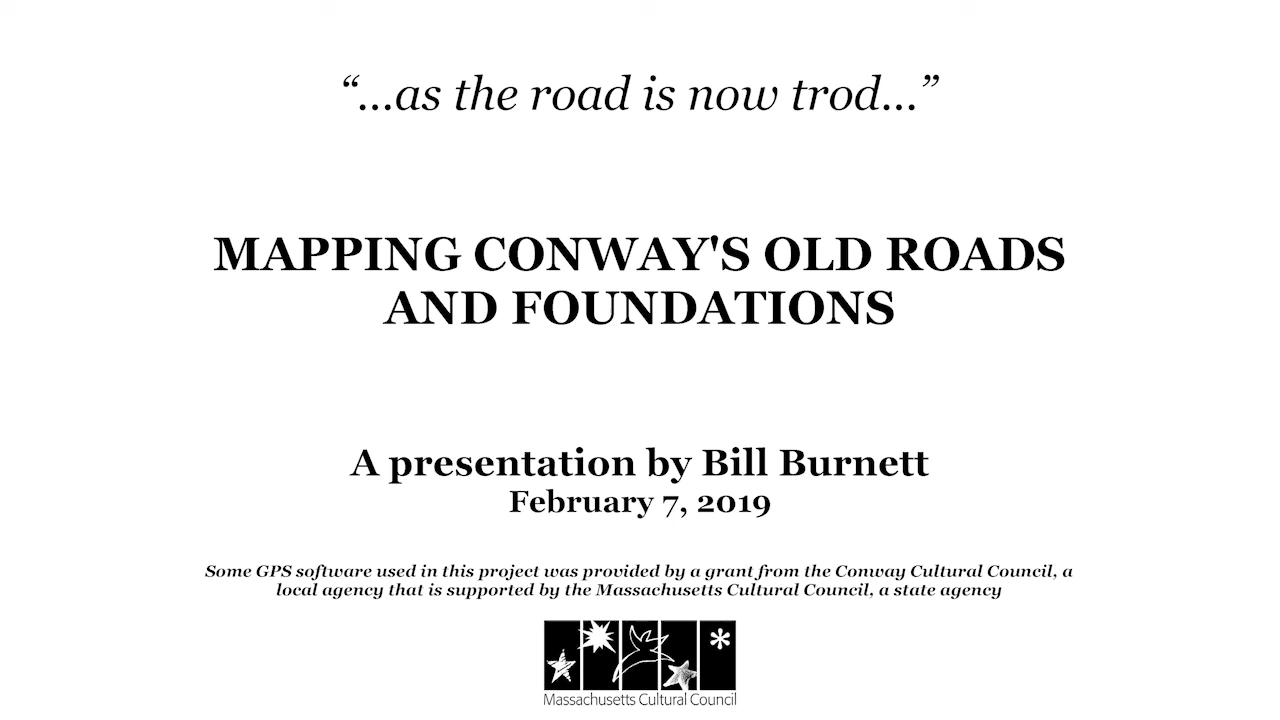 “...as the road is now trod...”
MAPPING CONWAY'S OLD ROADS
AND FOUNDATIONS
A presentation by Bill Burnett
February 7, 2019
Some GPS software used in this project was provided by a grant from the Conway Cultural Council, a
local agency that is supported by the Massachusetts Cultural Council, a state agency
Massachusetts Cultural Council